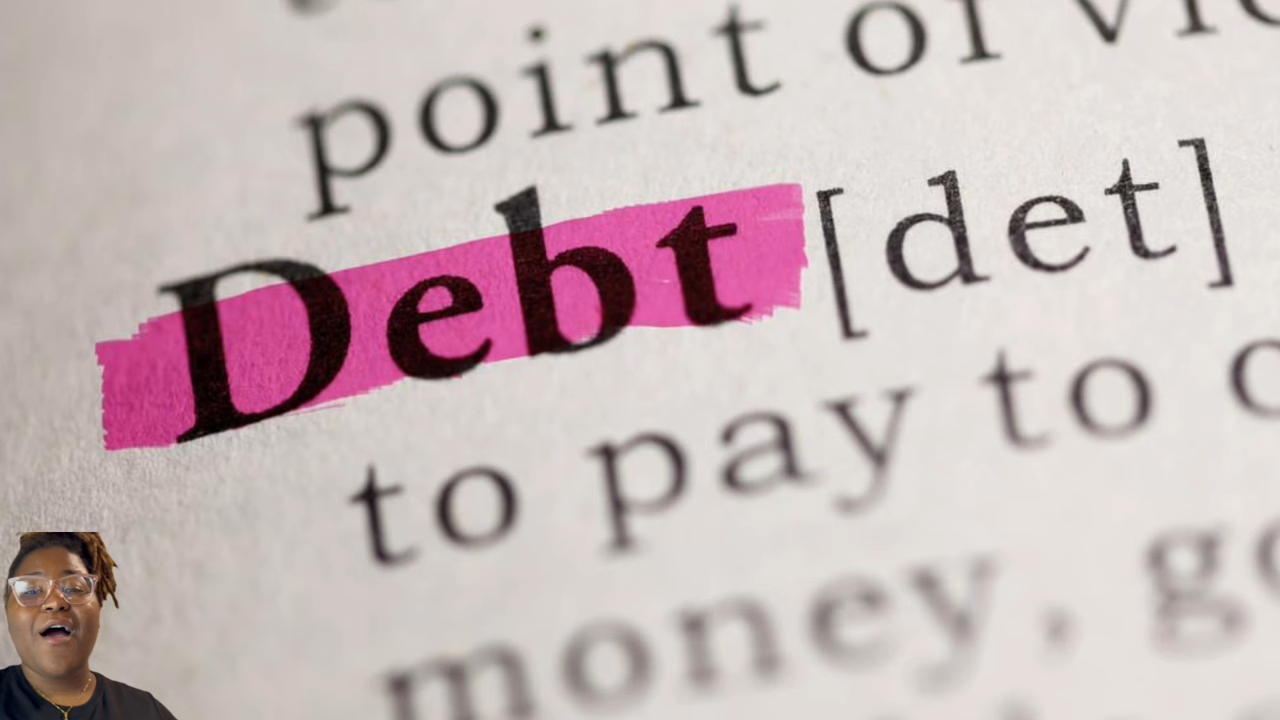 point of
Debt [det]
to pay to
money,